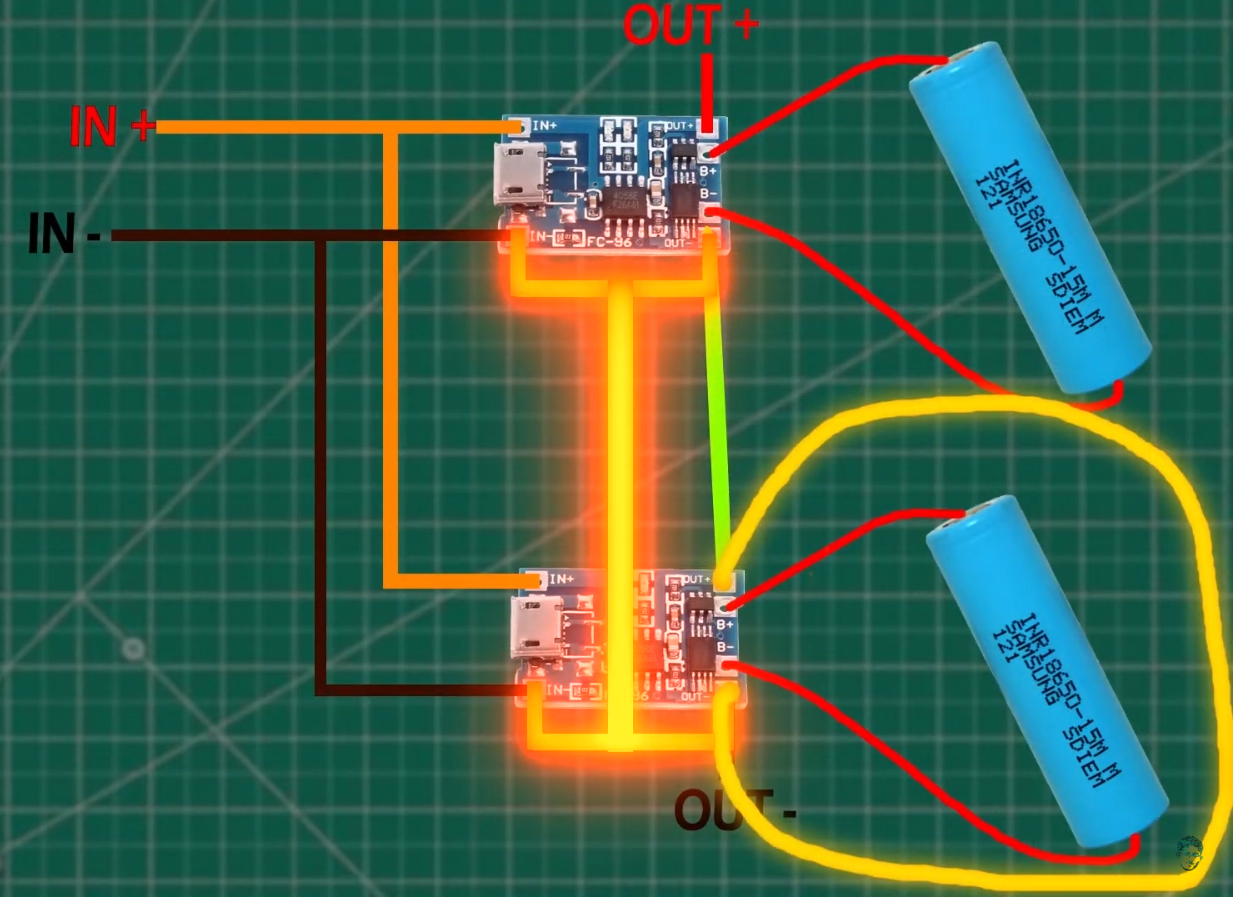 OUT +
IN +
IN+
OUT+
B+
B-
IN -
IN-
FC-96
OUT-
INR18650-15M M
SAMSUNG SDIEM
121
IN+
OUT+
B+
B-
IN-
96
OUT-
INR18650-15M M
SAMSUNG SDIEM
121
OUT -